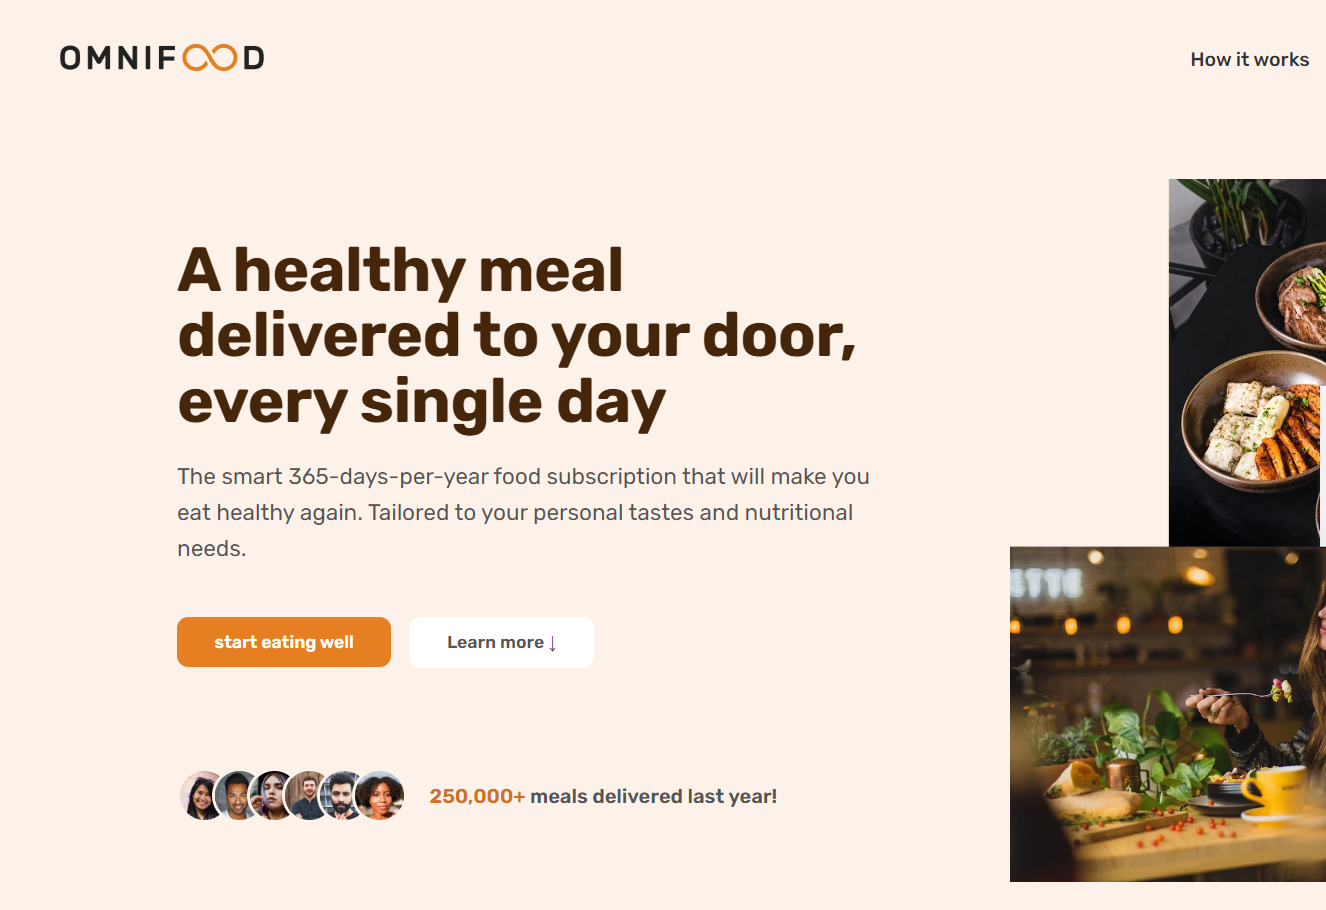 OMNIFOOD
How it works
A healthy meal
delivered to your door,
every single day
The smart 365-days-per-year food subscription that will make you
eat healthy again. Tailored to your personal tastes and nutritional
needs.
start eating well
Learn more ↓
250,000+ meals delivered last year!
ETTE